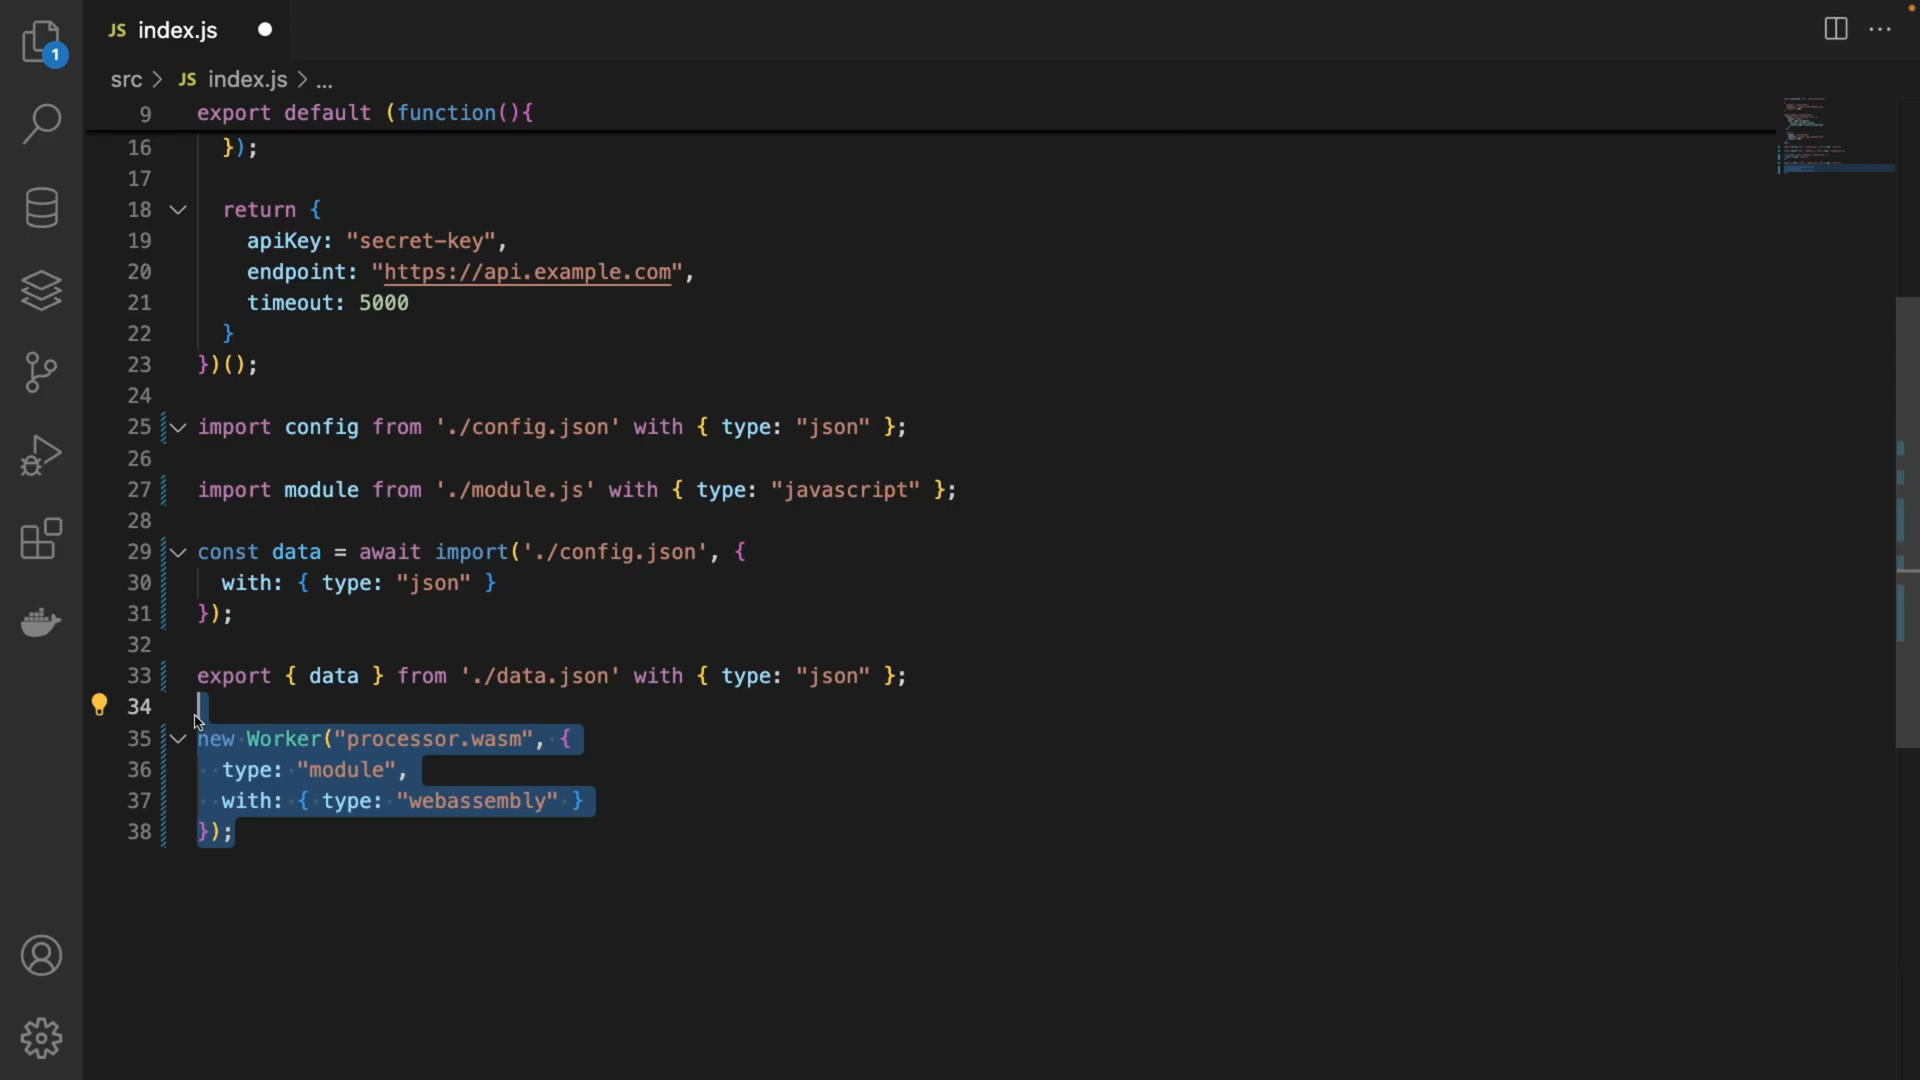 1
JS index.js
src > JS index.js > ...
9 export default (function(){
16 });
17
18 return {
19 apiKey: "secret-key",
20 endpoint: "https://api.example.com",
21 timeout: 5000
22 }
23 })();
24
25 import config from './config.json' with { type: "json" };
26
27 import module from './module.js' with { type: "javascript" };
28
29 const data = await import('./config.json', {
30 with: { type: "json" }
31 });
32
33 export { data } from './data.json' with { type: "json" };
34
35 new Worker("processor.wasm", {
36 type: "module",
37 with: { type: "webassembly" }
38 });